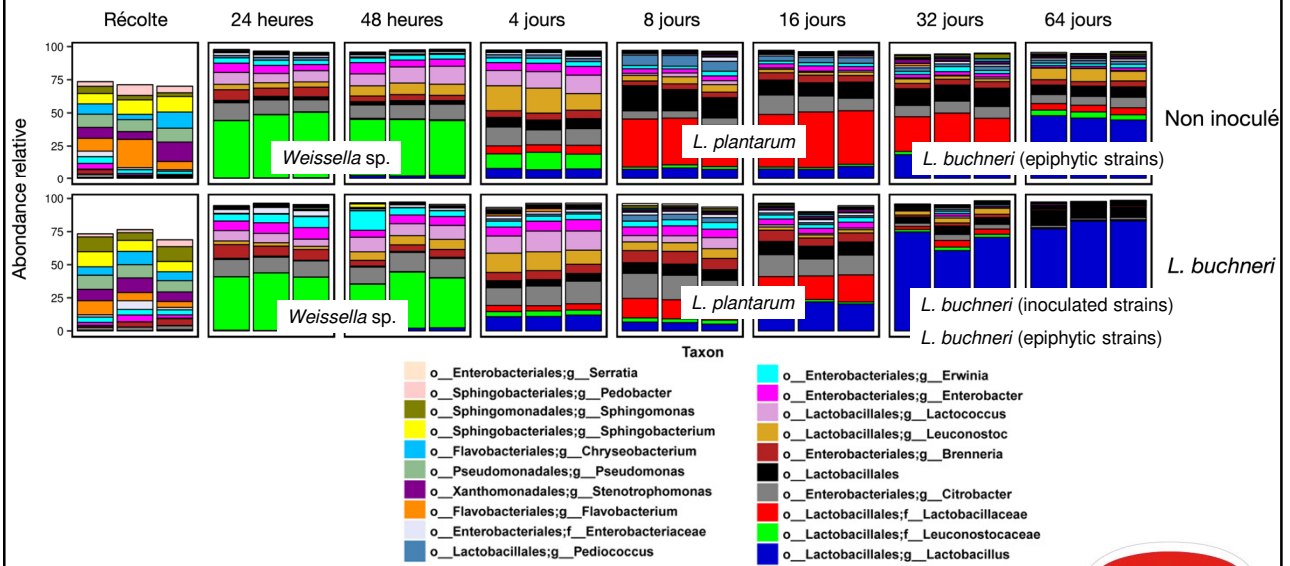 Récolte 24 heures 48 heures 4 jours 8 jours 16 jours 32 jours 64 jours
Abondance relative
100
75
50
25
0
Weissella sp.
L. plantarum
L. buchneri (epiphytic strains)
Non inoculé
100
75
50
25
0
Weissella sp.
L. plantarum
L. buchneri (inoculated strains)
L. buchneri (epiphytic strains)
L. buchneri
Taxon
o__Enterobacteriales;g__Serratia
o__Sphingobacteriales;g__Pedobacter
o__Sphingomonadales;g__Sphingomonas
o__Sphingobacteriales;g__Sphingobacterium
o__Flavobacteriales;g__Chryseobacterium
o__Pseudomonadales;g__Pseudomonas
o__Xanthomonadales;g__Stenotrophomonas
o__Flavobacteriales;g__Flavobacterium
o__Enterobacteriales;f__Enterobacteriaceae
o__Lactobacillales;g__Pediococcus
o__Enterobacteriales;g__Erwinia
o__Enterobacteriales;g__Enterobacter
o__Lactobacillales;g__Lactococcus
o__Lactobacillales;g__Leuconostoc
o__Enterobacteriales;g__Brenneria
o__Lactobacillales
o__Enterobacteriales;g__Citrobacter
o__Lactobacillales;f__Lactobacillaceae
o__Lactobacillales;f__Leuconostocaceae
o__Lactobacillales;g__Lactobacillus